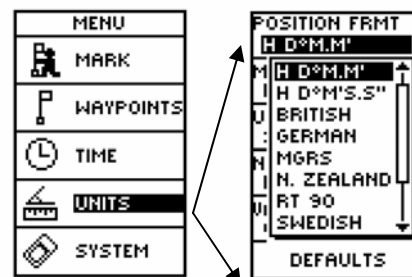 MENU
MARK
WAYPOINTS
TIME
UNITS
SYSTEM
POSITION FRMT
H D°M.M'
H D°M.M'
H D°M'S.S"
BRITISH
GERMAN
MGRS
N. ZEALAND
RT 90
SWEDISH
DEFAULTS